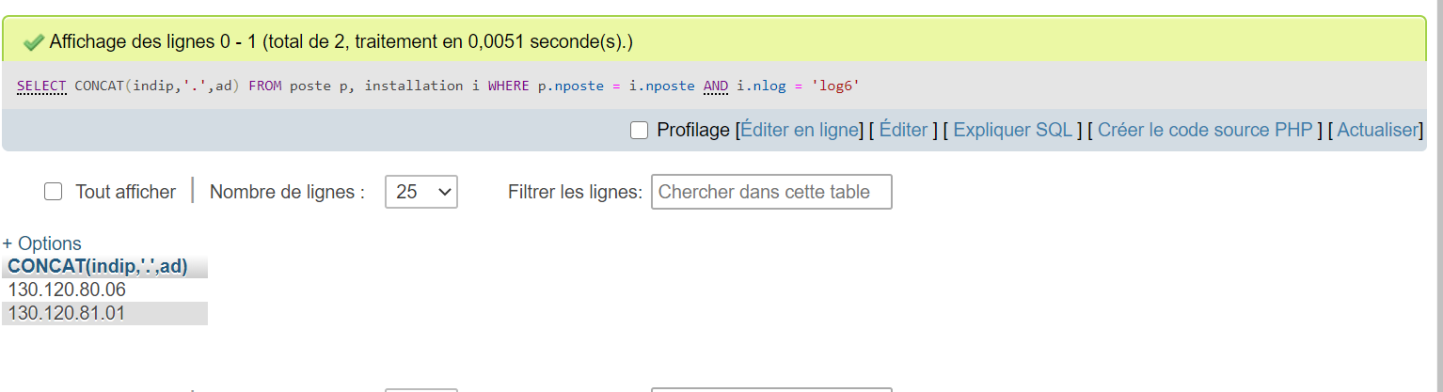 Affichage des lignes 0 - 1 (total de 2, traitement en 0,0051 seconde(s).)
SELECT CONCAT(indip,'.',ad) FROM poste p, installation i WHERE p.nposte = i.nposte AND i.nlog = 'log6'
Profilage [Éditer en ligne] [ Éditer ] [ Expliquer SQL ] [ Créer le code source PHP ] [ Actualiser]
Tout afficher | Nombre de lignes : 25 Filtrer les lignes: Chercher dans cette table
+ Options
CONCAT(indip,'.',ad)
130.120.80.06
130.120.81.01